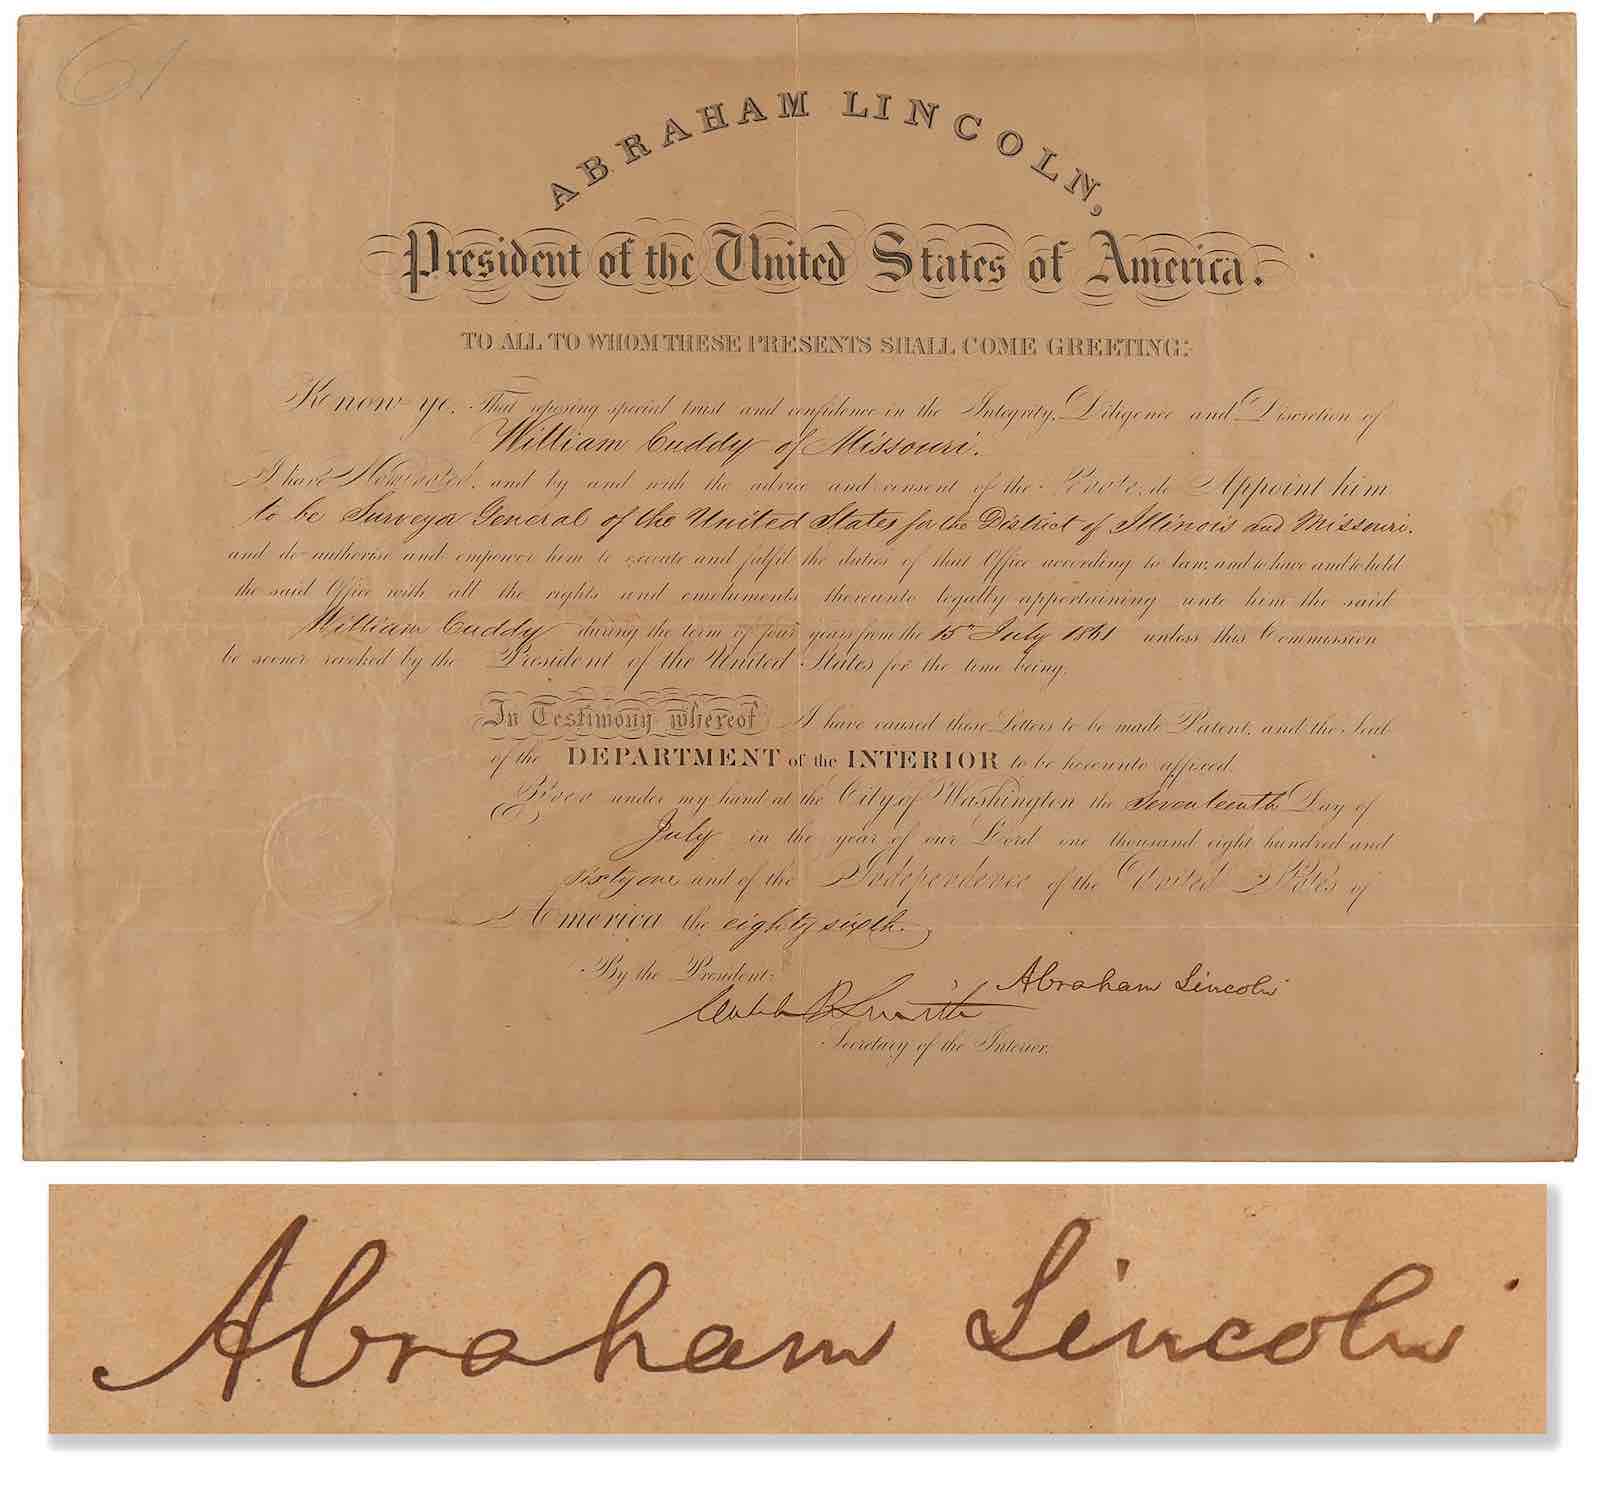 61
ABRAHAM LINCOLN,
President of the United States of America.
TO ALL TO WHOM THESE PRESENTS SHALL COME GREETING:
Know ye, That reposing special trust and confidence in the Integrity, Diligence and Discretion of
William Cuddy of Missouri.
I have Nominated, and by and with the advice and consent of the Senate, do Appoint him
to be Surveyor General of the United States for the District of Illinois and Missouri.
and do authorise and empower him to execute and fulfil the duties of that Office according to law; and to have and to hold
the said Office with all the rights and emoluments thereunto legally appertaining unto him the said
William Cuddy during the term of four years from the 15th July 1861 unless this Commission
be sooner revoked by the President of the United States for the time being.
In Testimony whereof I have caused these Letters to be made Patent, and the Seal
of the DEPARTMENT of the INTERIOR to be hereunto affixed.
Given under my hand at the City of Washington the Seventeenth Day of
July in the year of our Lord one thousand eight hundred and
sixty one and of the Independence of the United States of
America the eighty sixth.
By the President: Abraham Lincoln
Caleb B Smith
Secretary of the Interior.
Abraham Lincoln